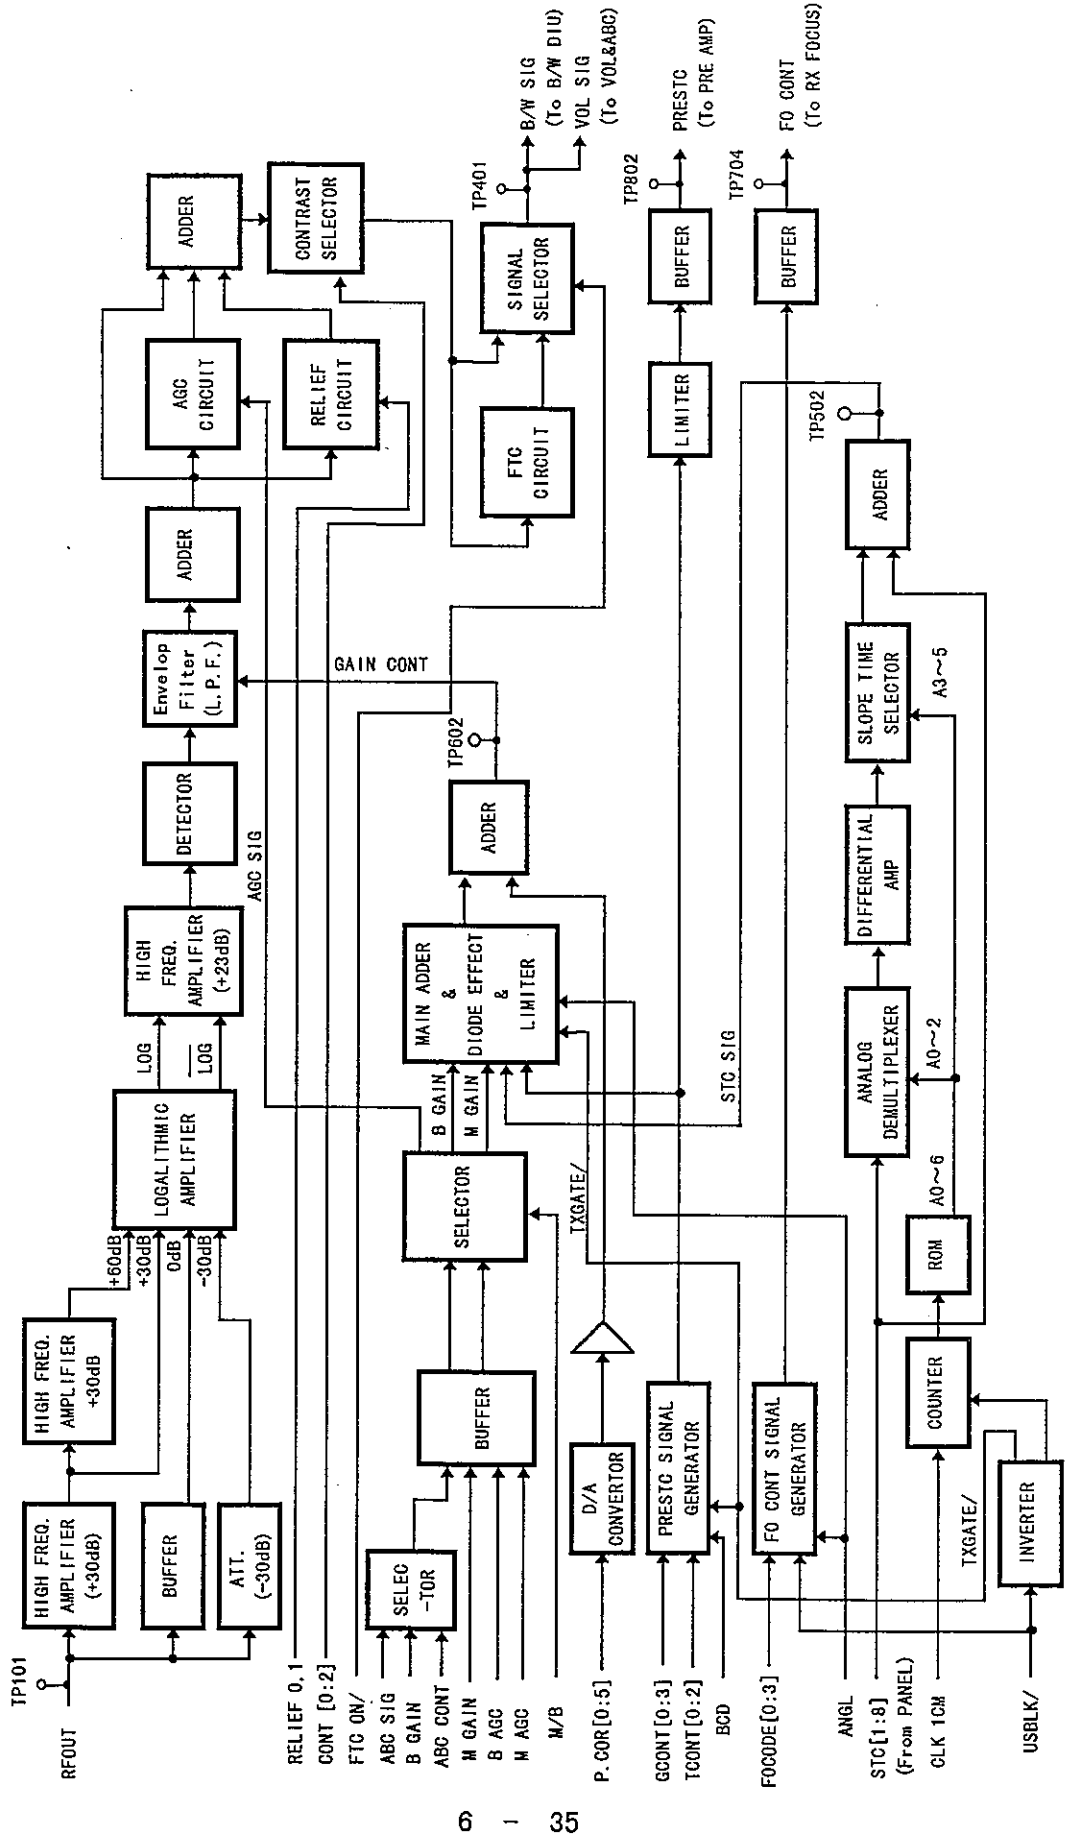 TP101
RFOUT
HIGH FREQ.
AMPLIFIER
(+30dB)
BUFFER
ATT.
(-30dB)
HIGH FREQ.
AMPLIFIER
+30dB
+60dB
+30dB
0dB
-30dB
LOGALITHMIC
AMPLIFIER
LOG
LOG
HIGH
FREQ.
AMPLIFIER
(+23dB)
DETECTOR
Envelop
Filter
(L.P.F.)
ADDER
AGC
CIRCUIT
RELIEF
CIRCUIT
ADDER
CONTRAST
SELECTOR
AGC SIG
GAIN CONT
RELIEF 0,1
CONT [0:2]
FTC ON/
ABC SIG
B GAIN
ABC CONT
M GAIN
B AGC
M AGC
M/B
SELEC
-TOR
BUFFER
SELECTOR
B GAIN
M GAIN
MAIN ADDER
&
DIODE EFFECT
&
LIMITER
ADDER
TP602
FTC
CIRCUIT
SIGNAL
SELECTOR
TP401
B/W SIG
(To B/W DIU)
VOL SIG
(To VOL&ABC)
P.COR[0:5]
D/A
CONVERTOR
TXGATE/
GCONT[0:3]
TCONT[0:2]
BCD
PRESTC SIGNAL
GENERATOR
LIMITER
BUFFER
TP802
PRESTC
(To PRE AMP)
STC SIG
FOCODE[0:3]
FO CONT SIGNAL
GENERATOR
BUFFER
TP704
FO CONT
(To RX FOCUS)
ANGL
STC[1:8]
(From PANEL)
CLK 1CM
USBLK/
TXGATE/
INVERTER
COUNTER
ROM
A0~6
A0~2
A3~5
ANALOG
DEMULTIPLEXER
DIFFERENTIAL
AMP
SLOPE TIME
SELECTOR
ADDER
TP502
6 - 35